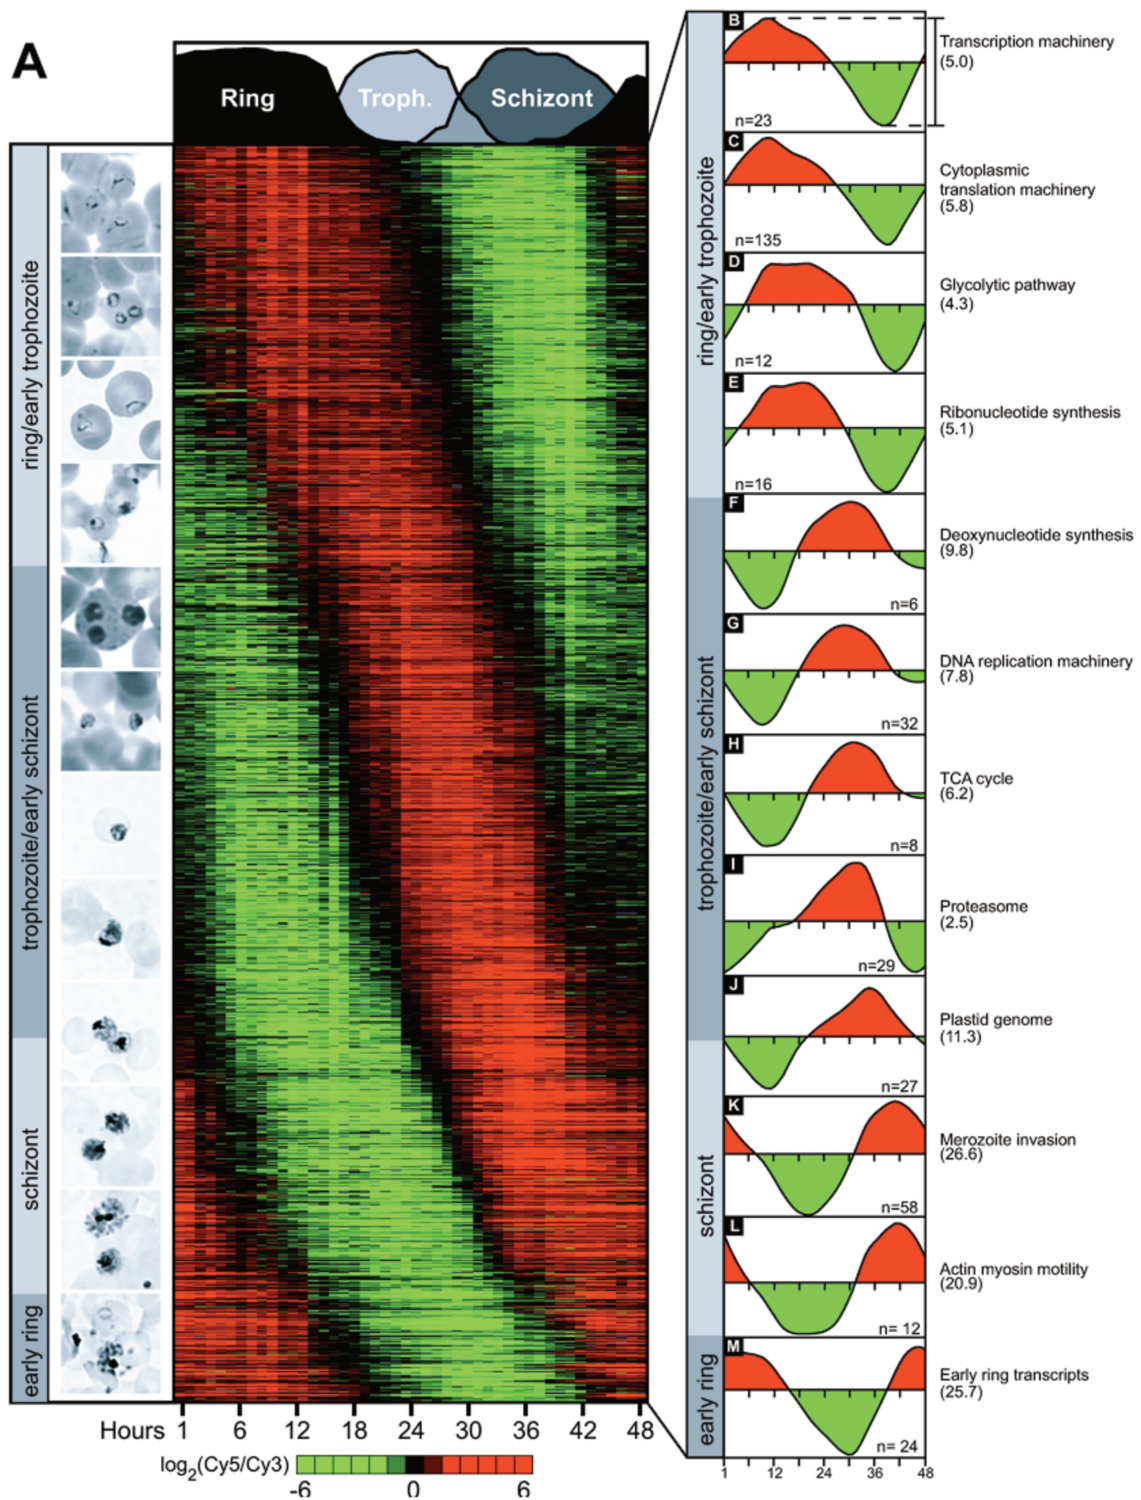 A
Ring
Troph.
Schizont
ring/early trophozoite
trophozoite/early schizont
schizont
early ring
Hours 1 6 12 18 24 30 36 42 48
log2(Cy5/Cy3)
-6 0 6
ring/early trophozoite
trophozoite/early schizont
schizont
early ring
B
n=23
Transcription machinery
(5.0)
C
n=135
Cytoplasmic
translation machinery
(5.8)
D
n=12
Glycolytic pathway
(4.3)
E
n=16
Ribonucleotide synthesis
(5.1)
F
n=6
Deoxynucleotide synthesis
(9.8)
G
n=32
DNA replication machinery
(7.8)
H
n=8
TCA cycle
(6.2)
I
n=29
Proteasome
(2.5)
J
n=27
Plastid genome
(11.3)
K
n=58
Merozoite invasion
(26.6)
L
n= 12
Actin myosin motility
(20.9)
M
n= 24
Early ring transcripts
(25.7)
1 12 24 36 48